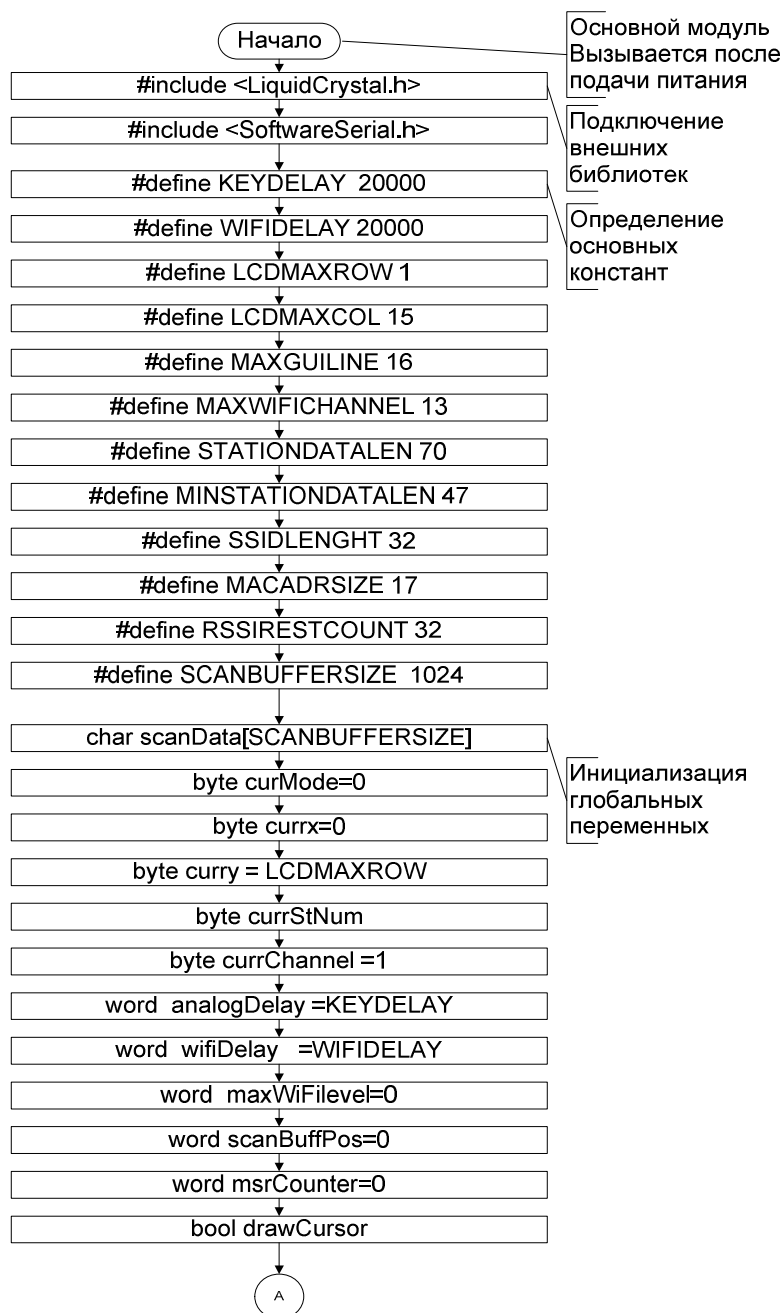 Начало
Основной модуль
Вызывается после
подачи питания
#include <LiquidCrystal.h>
#include <SoftwareSerial.h>
Подключение
внешних
библиотек
#define KEYDELAY 20000
#define WIFIDELAY 20000
Определение
основных
констант
#define LCDMAXROW 1
#define LCDMAXCOL 15
#define MAXGUILINE 16
#define MAXWIFICHANNEL 13
#define STATIONDATALEN 70
#define MINSTATIONDATALEN 47
#define SSIDLENGHT 32
#define MACADRSIZE 17
#define RSSIRESTCOUNT 32
#define SCANBUFFERSIZE 1024
char scanData[SCANBUFFERSIZE]
Инициализация
глобальных
переменных
byte curMode=0
byte currx=0
byte curry = LCDMAXROW
byte currStNum
byte currChannel =1
word analogDelay =KEYDELAY
word wifiDelay =WIFIDELAY
word maxWiFilevel=0
word scanBuffPos=0
word msrCounter=0
bool drawCursor
A